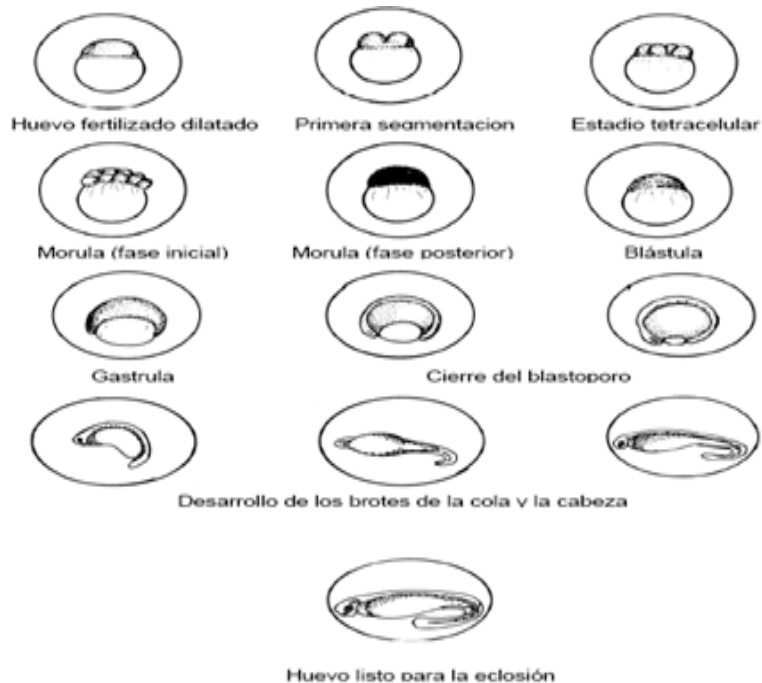 Huevo fertilizado dilatado
Primera segmentacion
Estadio tetracelular
Morula (fase inicial)
Morula (fase posterior)
Blástula
Gastrula
Cierre del blastoporo
Desarrollo de los brotes de la cola y la cabeza
Huevo listo para la eclosión